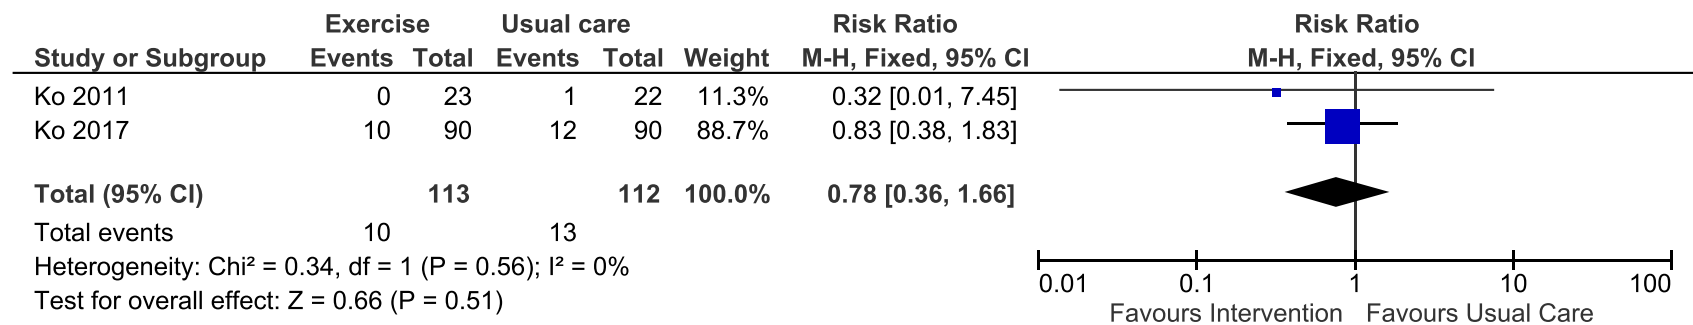 Exercise Usual care Risk Ratio Risk Ratio
Study or Subgroup Events Total Events Total Weight M-H, Fixed, 95% CI M-H, Fixed, 95% CI
Ko 2011 0 23 1 22 11.3% 0.32 [0.01, 7.45]
Ko 2017 10 90 12 90 88.7% 0.83 [0.38, 1.83]
Total (95% CI) 113 112 100.0% 0.78 [0.36, 1.66]
Total events 10 13
Heterogeneity: Chi² = 0.34, df = 1 (P = 0.56); I² = 0%
Test for overall effect: Z = 0.66 (P = 0.51)
0.01 0.1 1 10 100
Favours Intervention Favours Usual Care